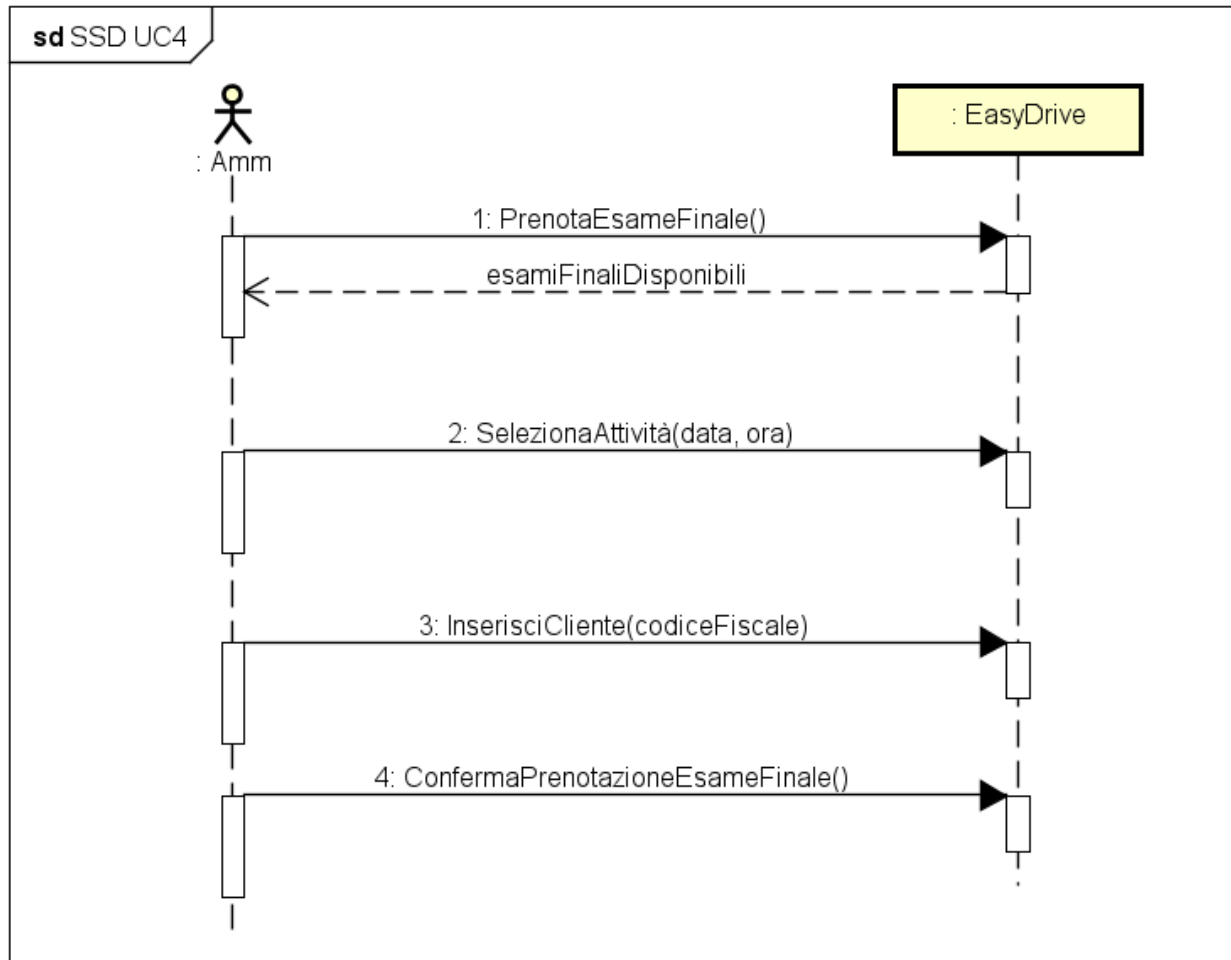 sd SSD UC4
: Amm
: EasyDrive
1: PrenotaEsameFinale()
esamiFinaliDisponibili
2: SelezionaAttività(data, ora)
3: InserisciCliente(codiceFiscale)
4: ConfermaPrenotazioneEsameFinale()